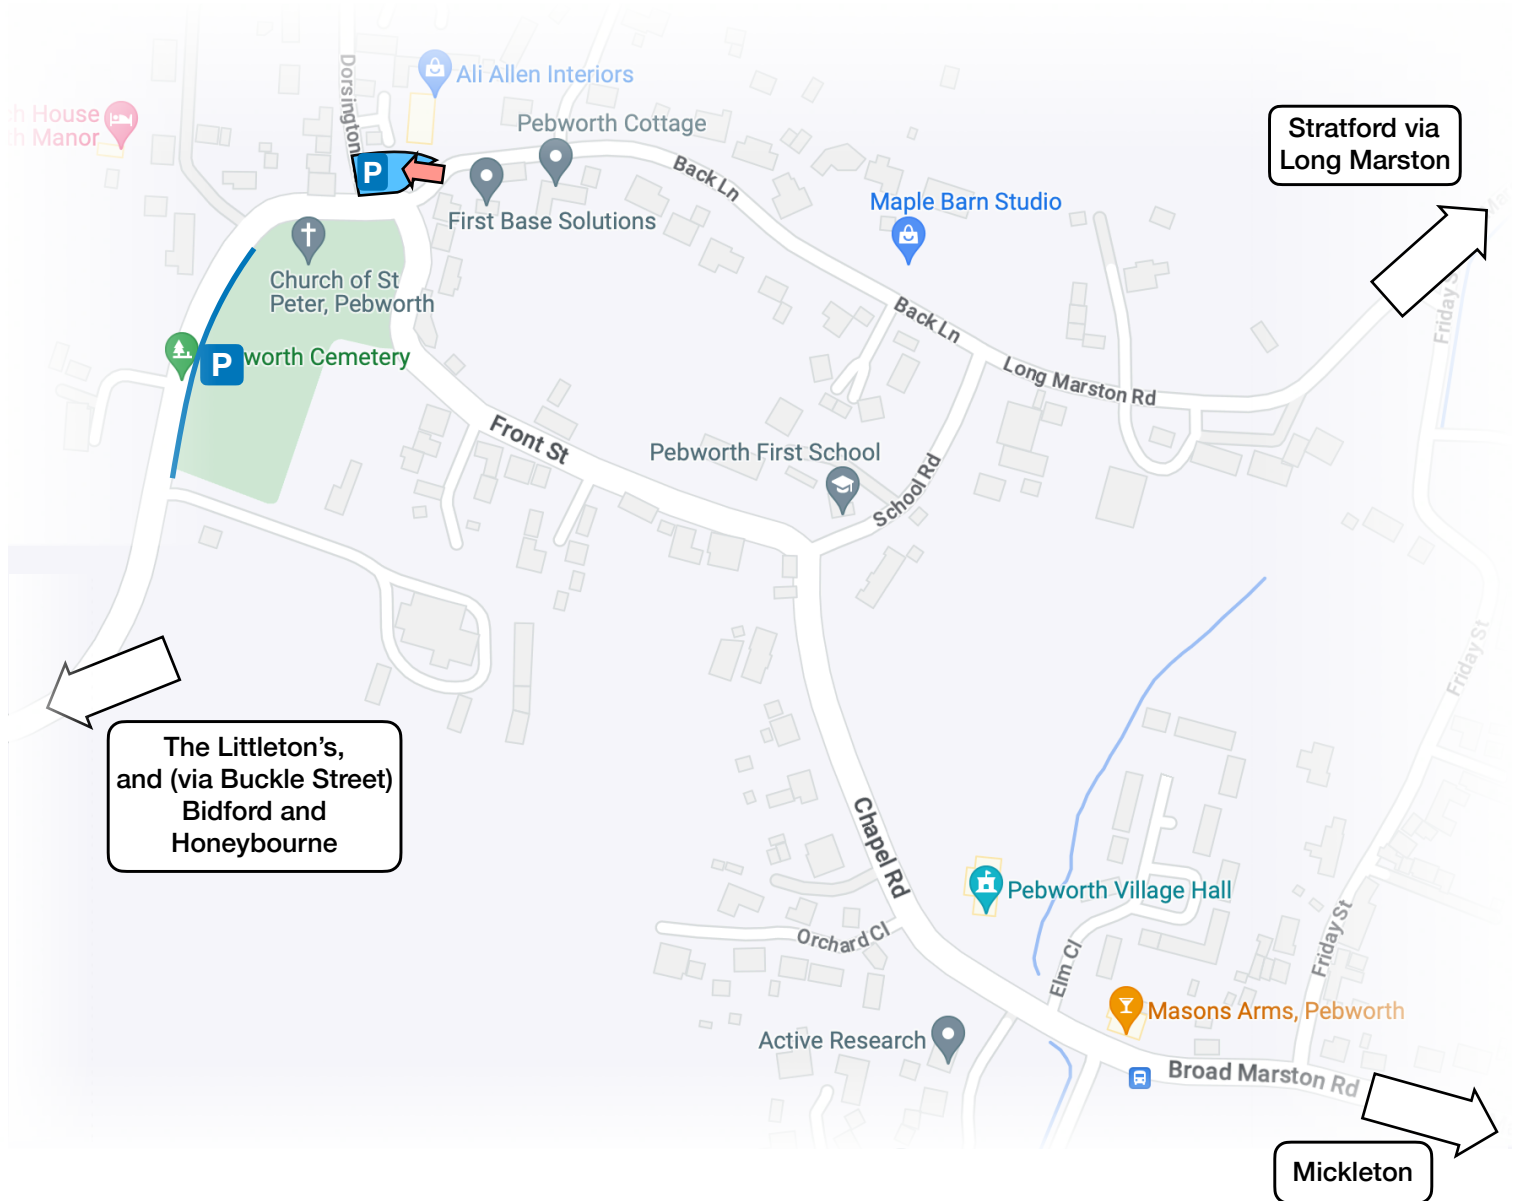 Dorsington
Ali Allen Interiors
h House
h Manor
Pebworth Cottage
Stratford via
Long Marston
P
Back Ln
First Base Solutions
Maple Barn Studio
Church of St
Peter, Pebworth
Back Ln
Friday S
P
worth Cemetery
Long Marston Rd
Front St
Pebworth First School
School Rd
Friday St
The Littleton's,
and (via Buckle Street)
Bidford and
Honeybourne
Chapel Rd
Pebworth Village Hall
Orchard Cl
Elm Cl
Friday St
Masons Arms, Pebworth
Active Research
Broad Marston Rd
Mickleton